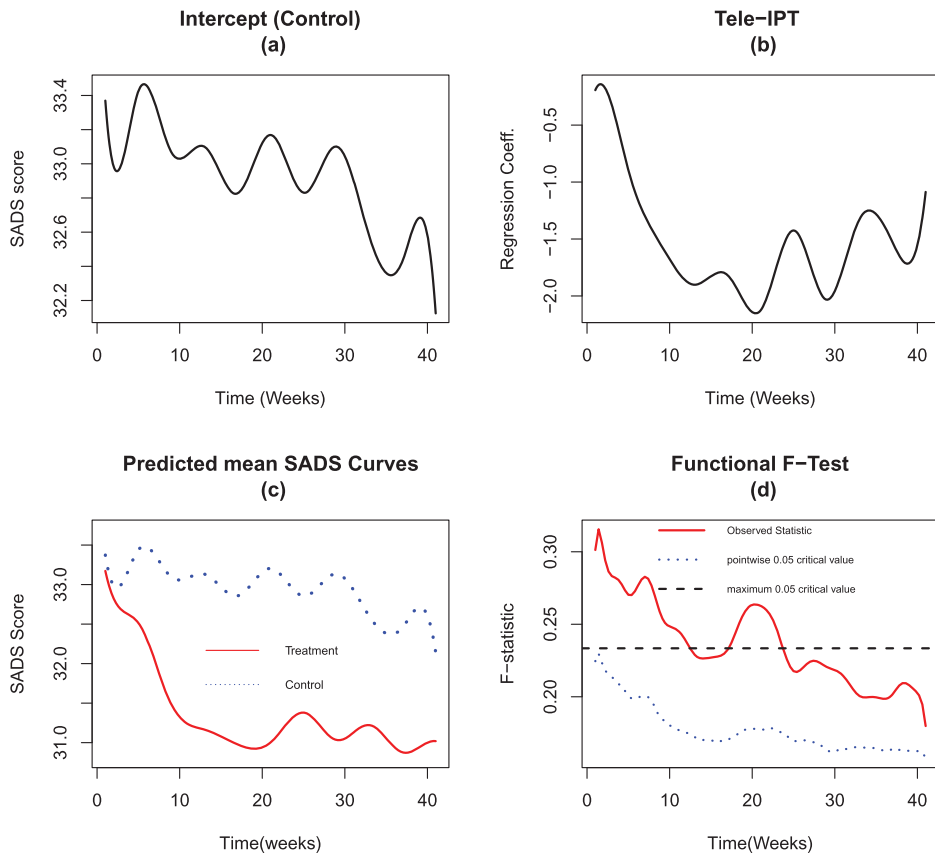 Intercept (Control)
(a)
SADS score
33.4
33.0
32.6
32.2
0 10 20 30 40
Time (Weeks)
Tele−IPT
(b)
Regression Coeff.
−0.5
−1.0
−1.5
−2.0
0 10 20 30 40
Time (Weeks)
Predicted mean SADS Curves
(c)
SADS Score
33.0
32.0
31.0
Treatment
Control
0 10 20 30 40
Time(weeks)
Functional F−Test
(d)
F−statistic
0.30
0.25
0.20
Observed Statistic
pointwise 0.05 critical value
maximum 0.05 critical value
0 10 20 30 40
Time(Weeks)